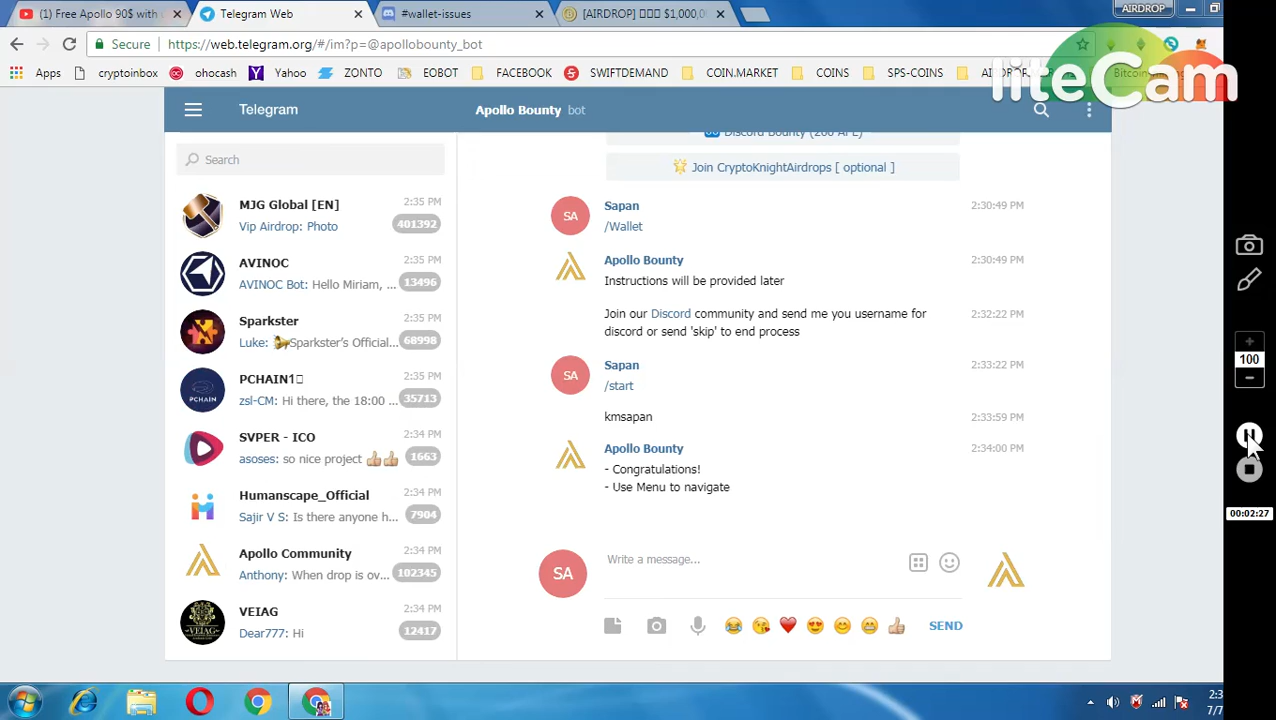 (1) Free Apollo 90$ with u
Telegram Web
#wallet-issues
[AIRDROP] $1,000,
AIRDROP
Secure
https://web.telegram.org/#/im?p=@apollobounty_bot
Apps
cryptoinbox
ohocash
Yahoo
ZONTO
EOBOT
FACEBOOK
SWIFTDEMAND
COIN.MARKET
COINS
SPS-COINS
liteCam
Telegram
Apollo Bounty bot
Search
MJG Global [EN] 2:35 PM
Vip Airdrop: Photo 401392
AVINOC 2:35 PM
AVINOC Bot: Hello Miriam, ... 13496
Sparkster 2:35 PM
Luke: Sparkster's Official... 68998
PCHAIN1 2:35 PM
PCHAIN
zsl-CM: Hi there, the 18:00 ... 35713
SVPER - ICO 2:34 PM
asoses: so nice project 👍👍 1663
Humanscape_Official 2:34 PM
Sajir V S: Is there anyone h... 7904
Apollo Community 2:34 PM
Anthony: When drop is ov... 102345
VEIAG 2:34 PM
VEIAG
Dear777: Hi 12417
Discord Bounty (200 APL)
Join CryptoKnightAirdrops [ optional ]
SA
Sapan 2:30:49 PM
/Wallet
Apollo Bounty 2:30:49 PM
Instructions will be provided later
Join our Discord community and send me you username for 2:32:22 PM
discord or send 'skip' to end process
SA
Sapan 2:33:22 PM
/start
kmsapan 2:33:59 PM
Apollo Bounty 2:34:00 PM
- Congratulations!
- Use Menu to navigate
SA
Write a message...
SEND
100
00:02:27